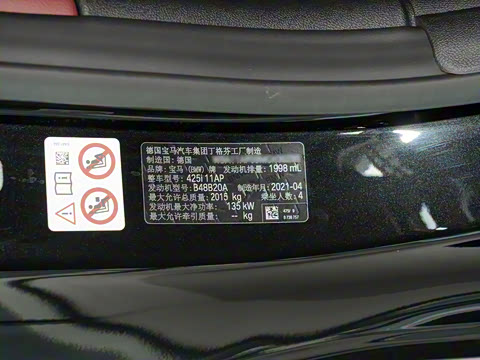 德国宝马汽车集团丁格芬工厂制造
制造国: 德国
品牌: 宝马 (BMW) 牌 发动机排量: 1998 mL
整车型号: 425i 11AP
发动机型号: B48B20A 制造年月: 2021-04
最大允许总质量: 2015 kg 乘坐人数: 4
发动机最大净功率: 135 kW
最大允许牵引质量: -- kg